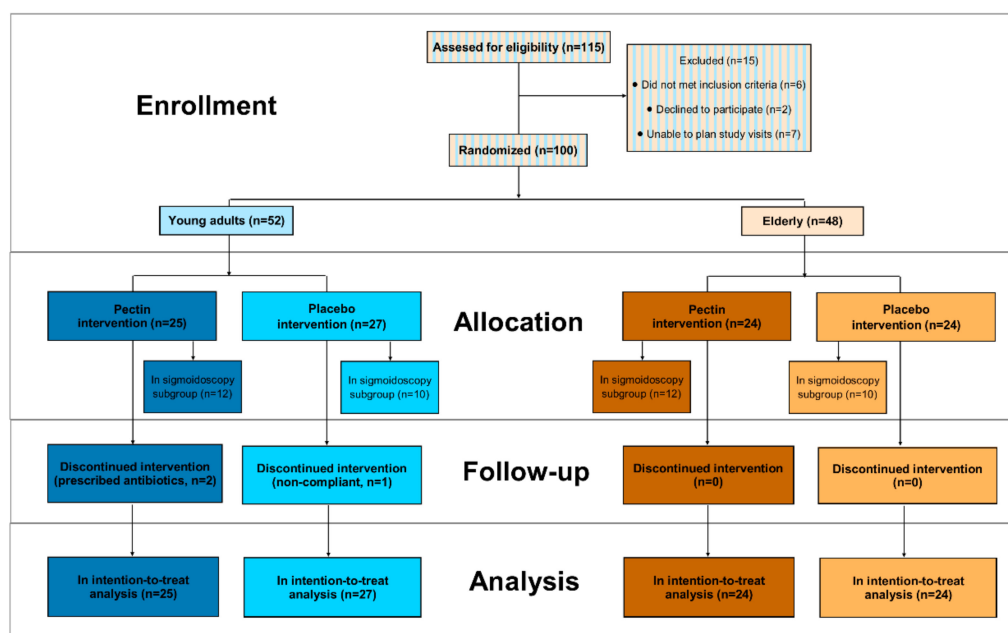 Assesed for eligibility (n=115)
Excluded (n=15)
● Did not met inclusion criteria (n=6)
● Declined to participate (n=2)
● Unable to plan study visits (n=7)
Enrollment
Randomized (n=100)
Young adults (n=52)
Elderly (n=48)
Pectin
intervention (n=25)
Placebo
intervention (n=27)
Allocation
Pectin
intervention (n=24)
Placebo
intervention (n=24)
In sigmoidoscopy
subgroup (n=12)
In sigmoidoscopy
subgroup (n=10)
In sigmoidoscopy
subgroup (n=12)
In sigmoidoscopy
subgroup (n=10)
Discontinued intervention
(prescribed antibiotics, n=2)
Discontinued intervention
(non-compliant, n=1)
Follow-up
Discontinued intervention
(n=0)
Discontinued intervention
(n=0)
In intention-to-treat
analysis (n=25)
In intention-to-treat
analysis (n=27)
Analysis
In intention-to-treat
analysis (n=24)
In intention-to-treat
analysis (n=24)